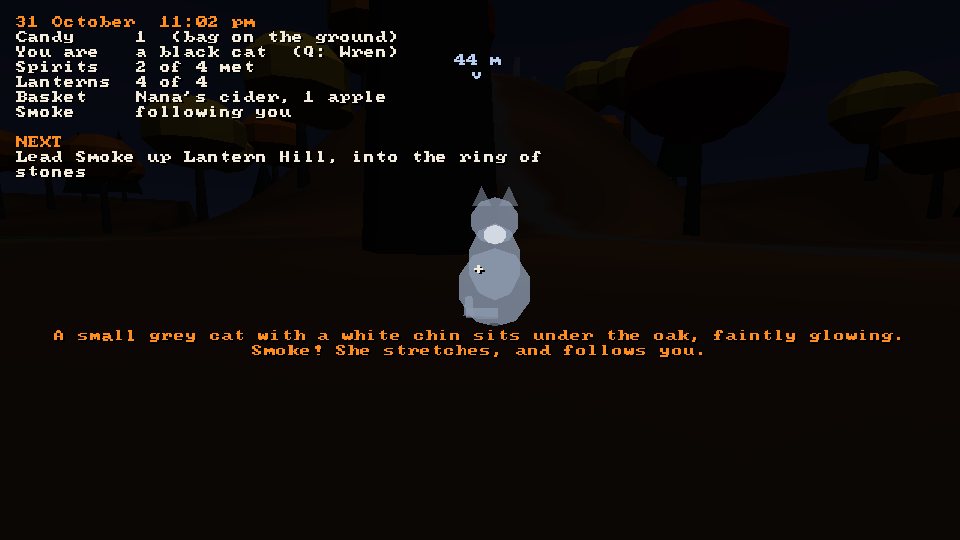 31 October 11:02 pm
Candy 1 (bag on the ground)
You are a black cat (Q: Wren)
Spirits 2 of 4 met
Lanterns 4 of 4
Basket Nana's cider, 1 apple
Smoke following you
44 m
v
NEXT
Lead Smoke up Lantern Hill, into the ring of
stones
A small grey cat with a white chin sits under the oak, faintly glowing.
Smoke! She stretches, and follows you.